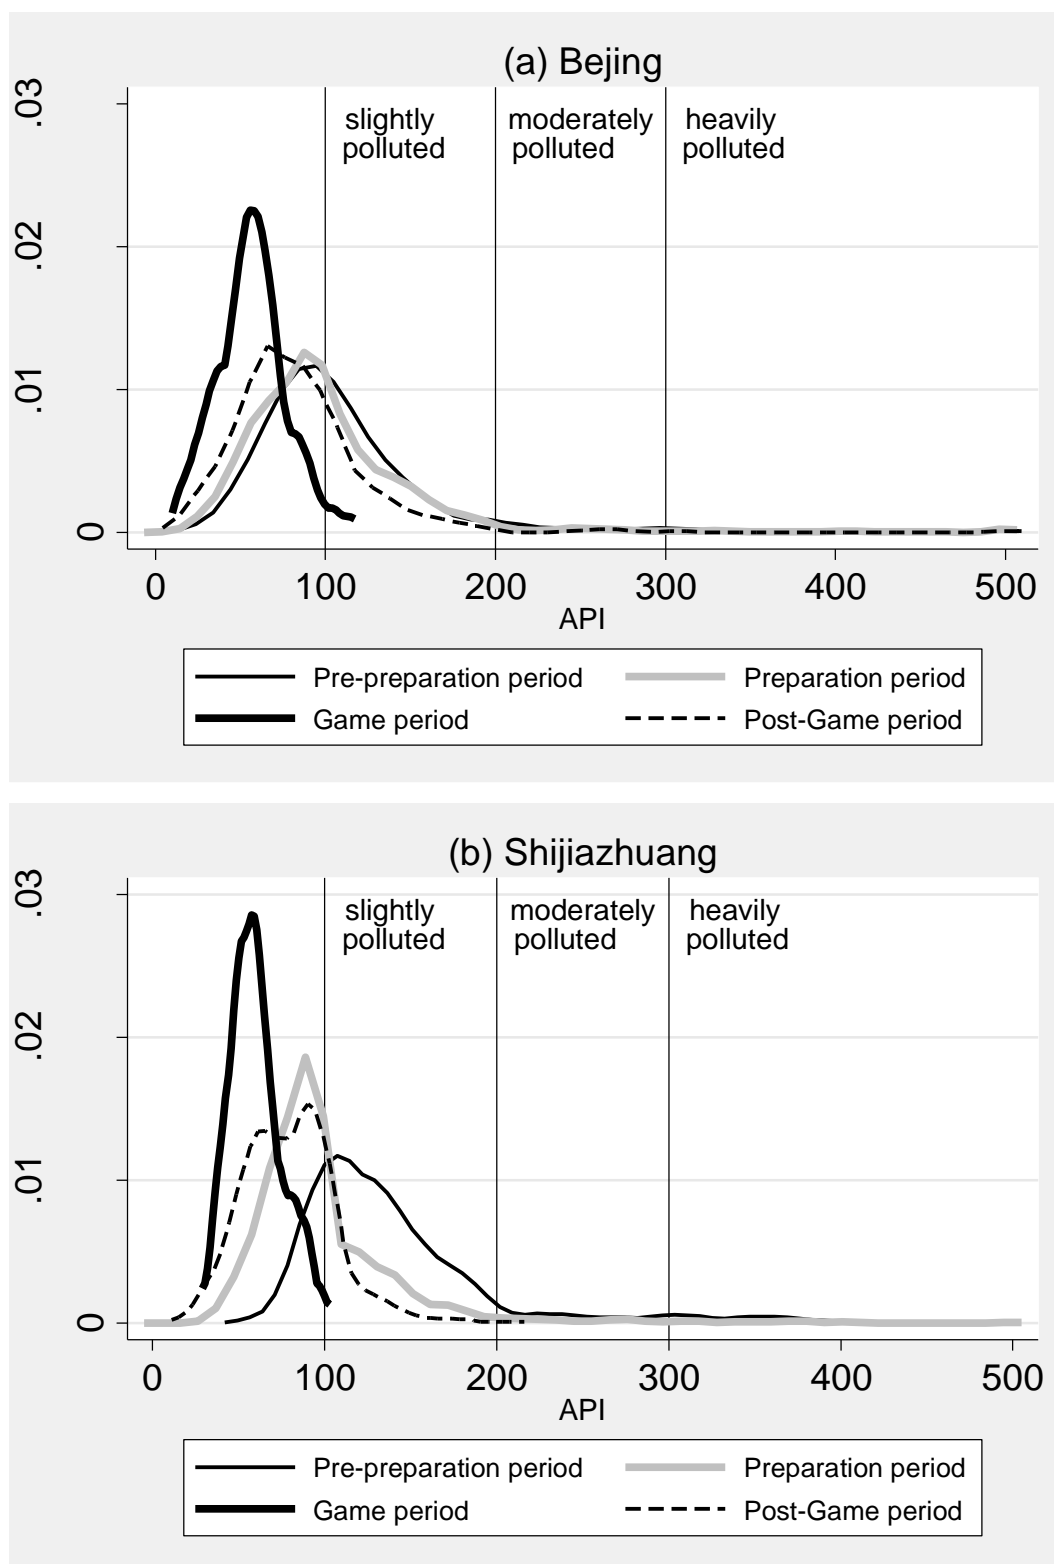 (a) Bejing
.03
.02
.01
0
slightly
polluted
moderately
polluted
heavily
polluted
0 100 200 300 400 500
API
Pre-preparation period Preparation period
Game period Post-Game period
(b) Shijiazhuang
.03
.02
.01
0
slightly
polluted
moderately
polluted
heavily
polluted
0 100 200 300 400 500
API
Pre-preparation period Preparation period
Game period Post-Game period